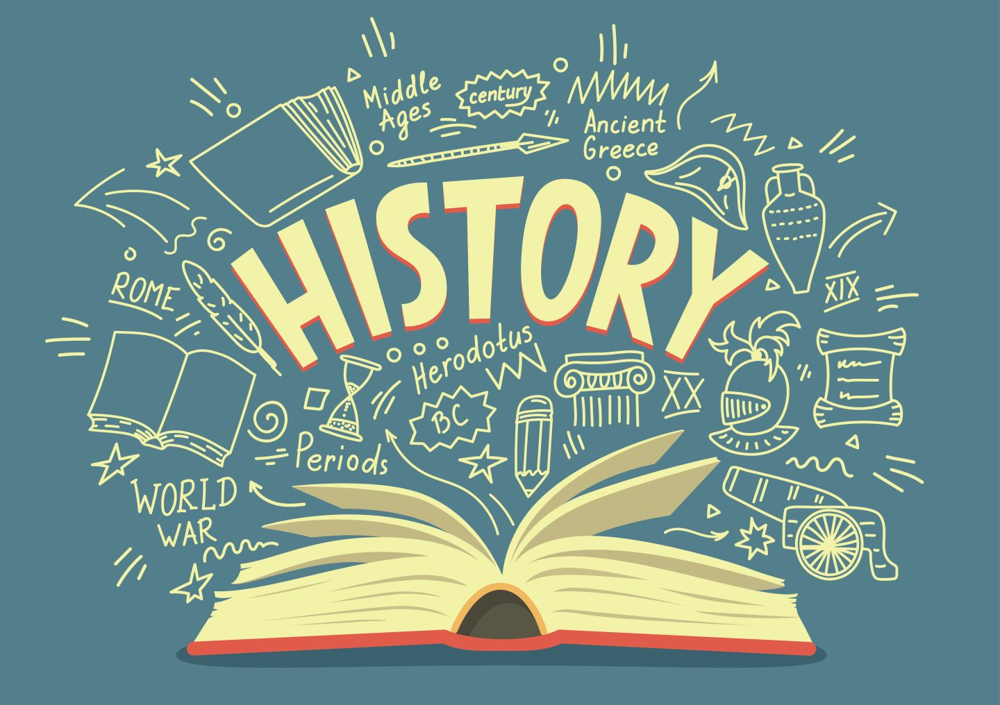 Middle
Ages
century
Ancient
Greece
HISTORY
ROME
XIX
Herodotus
XX
BC
Periods
WORLD
WAR